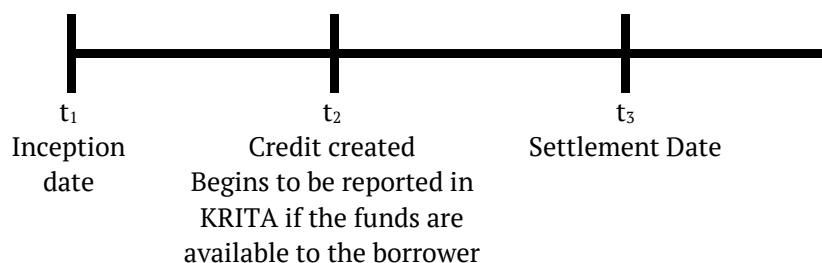 t₁
Inception
date
t₂
Credit created
Begins to be reported in
KRITA if the funds are
available to the borrower
t₃
Settlement Date